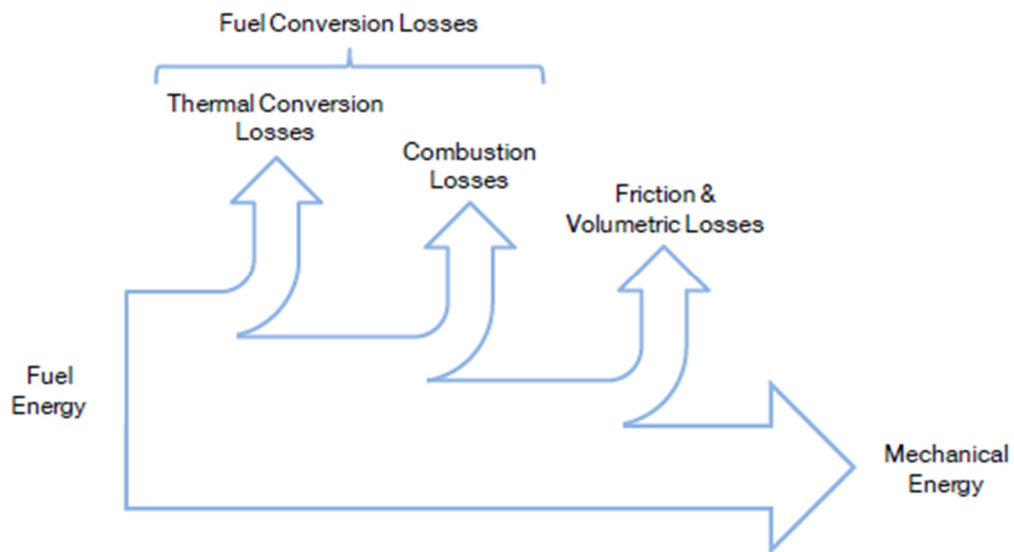 Fuel Conversion Losses
Thermal Conversion
Losses
Combustion
Losses
Friction &
Volumetric Losses
Fuel
Energy
Mechanical
Energy